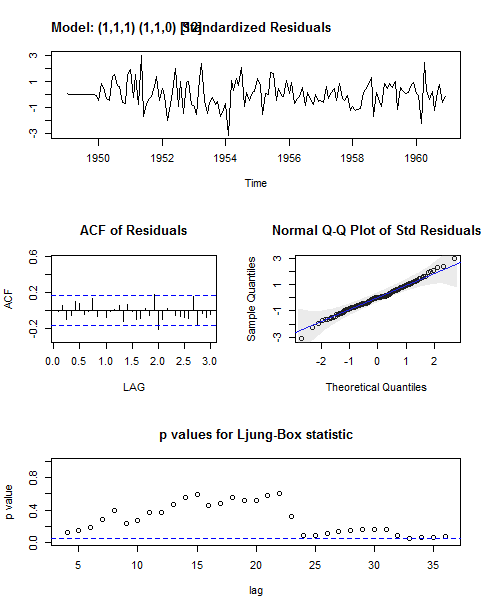 Model: (1,1,1) (1,1,0) [12] Standardized Residuals
3
1
-1
-3
1950 1952 1954 1956 1958 1960
Time
ACF of Residuals
ACF
0.6
0.2
-0.2
0.0 0.5 1.0 1.5 2.0 2.5 3.0
LAG
Normal Q-Q Plot of Std Residuals
Sample Quantiles
3
1
-1
-3
-2 -1 0 1 2
Theoretical Quantiles
p values for Ljung-Box statistic
p value
0.8
0.4
0.0
5 10 15 20 25 30 35
lag